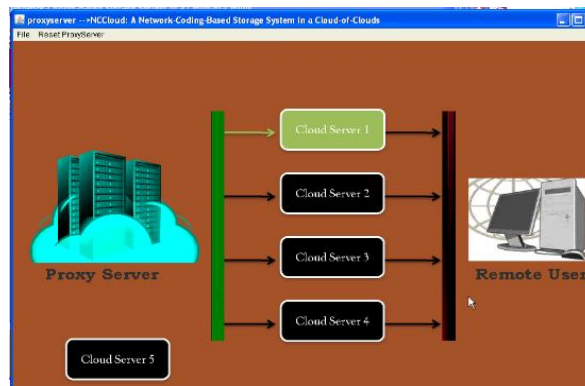 proxyserver -->NCCloud: A Network-Coding-Based Storage System in a Cloud-of-Clouds
File Reset ProxyServer
Cloud Server 1
Cloud Server 2
Cloud Server 3
Proxy Server
Remote User
Cloud Server 4
Cloud Server 5